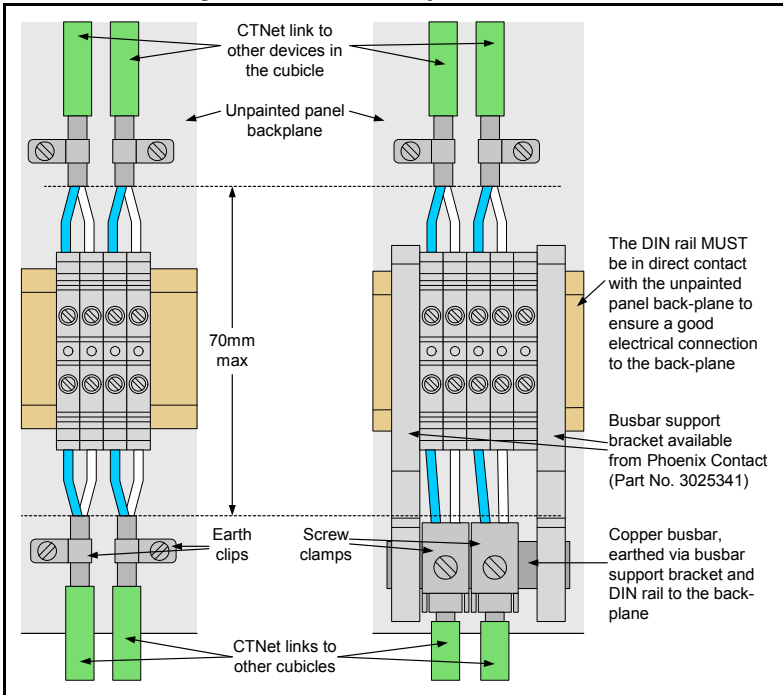 CTNet link to
other devices in
the cubicle
Unpainted panel
backplane
The DIN rail MUST
be in direct contact
with the unpainted
panel back-plane to
ensure a good
electrical connection
to the back-plane
70mm
max
Busbar support
bracket available
from Phoenix Contact
(Part No. 3025341)
Earth
clips
Screw
clamps
Copper busbar,
earthed via busbar
support bracket and
DIN rail to the back-
plane
CTNet links to
other cubicles